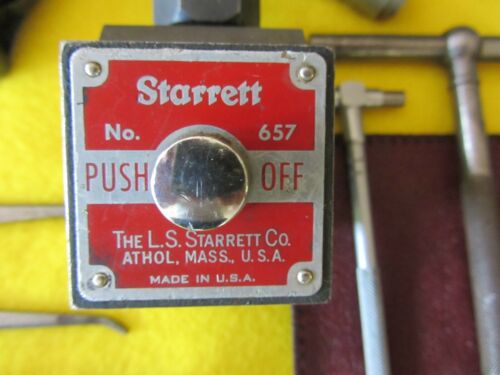 Starrett
No. 657
PUSH OFF
THE L.S. STARRETT CO.
ATHOL, MASS., U.S.A.
MADE IN U.S.A.